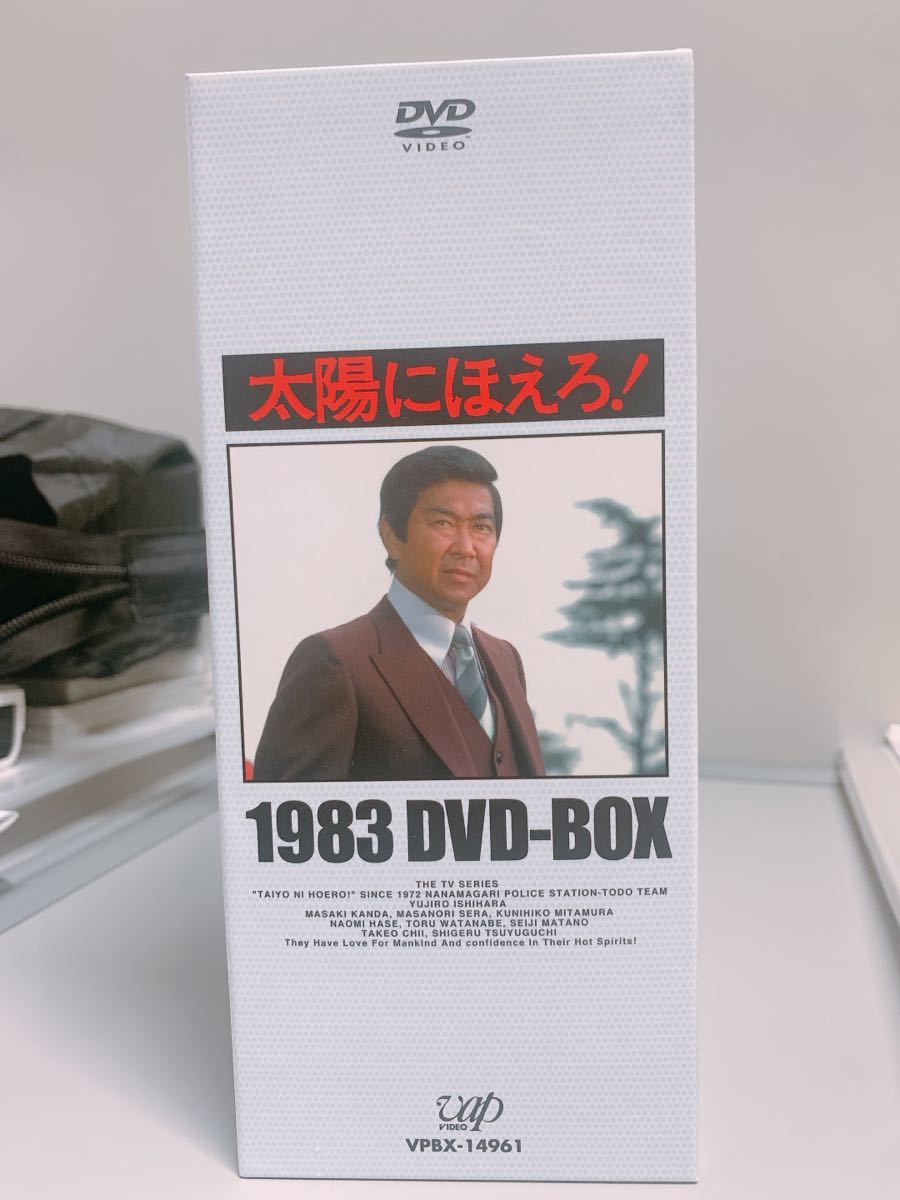 DVD
VIDEO
太陽にほえろ!
1983 DVD-BOX
THE TV SERIES
"TAIYO NI HOERO!" SINCE 1972 NANAMAGARI POLICE STATION-TODO TEAM
YUJIRO ISHIHARA
MASAKI KANDA, MASANORI SERA, KUNIHIKO MITAMURA
NAOMI HASE, TORU WATANABE, SEIJI MATANO
TAKEO CHII, SHIGERU TSUYUGUCHI
They Have Love For Mankind And confidence In Their Hot Spirits!
vap
VIDEO
VPBX-14961